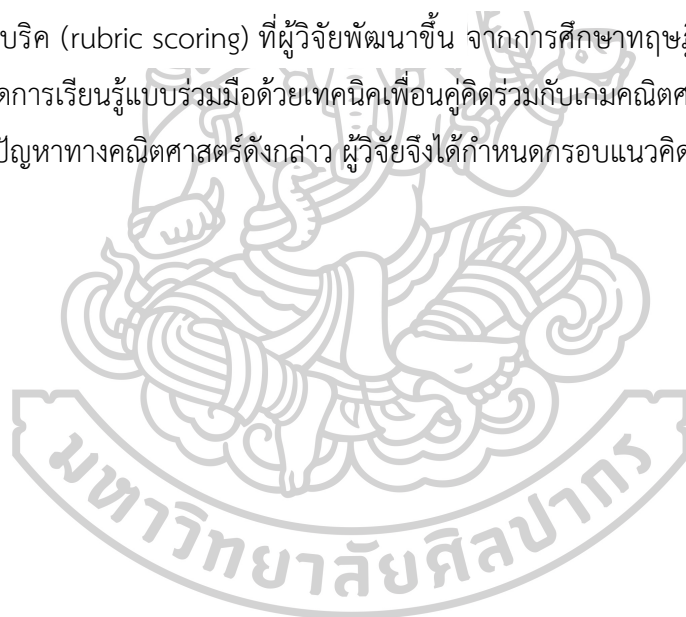 บริค (rubric scoring) ที่ผู้วิจัยพัฒนาขึ้น จากการศึกษาทฤษฎ
ดการเรียนรู้แบบร่วมมือด้วยเทคนิคเพื่อนคู่คิดร่วมกับเกมคณิตศ
ปัญหาทางคณิตศาสตร์ดังกล่าว ผู้วิจัยจึงได้กำหนดกรอบแนวคิด
มหาวิทยาลัยศิลปากร